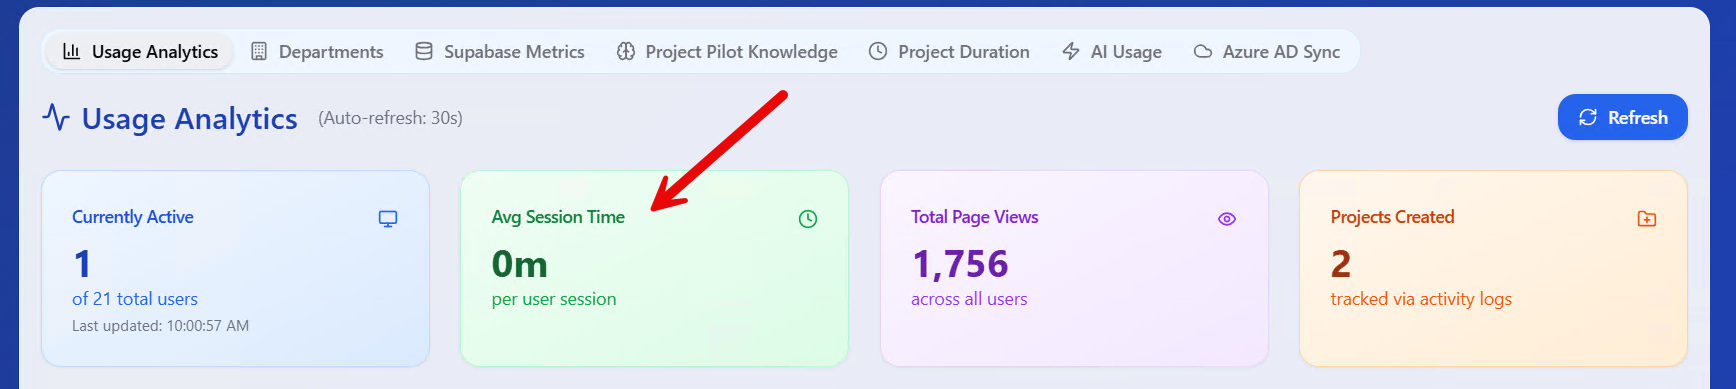 Usage Analytics
Departments
Supabase Metrics
Project Pilot Knowledge
Project Duration
AI Usage
Azure AD Sync
Usage Analytics (Auto-refresh: 30s)
Refresh
Currently Active
1
of 21 total users
Last updated: 10:00:57 AM
Avg Session Time
0m
per user session
Total Page Views
1,756
across all users
Projects Created
2
tracked via activity logs